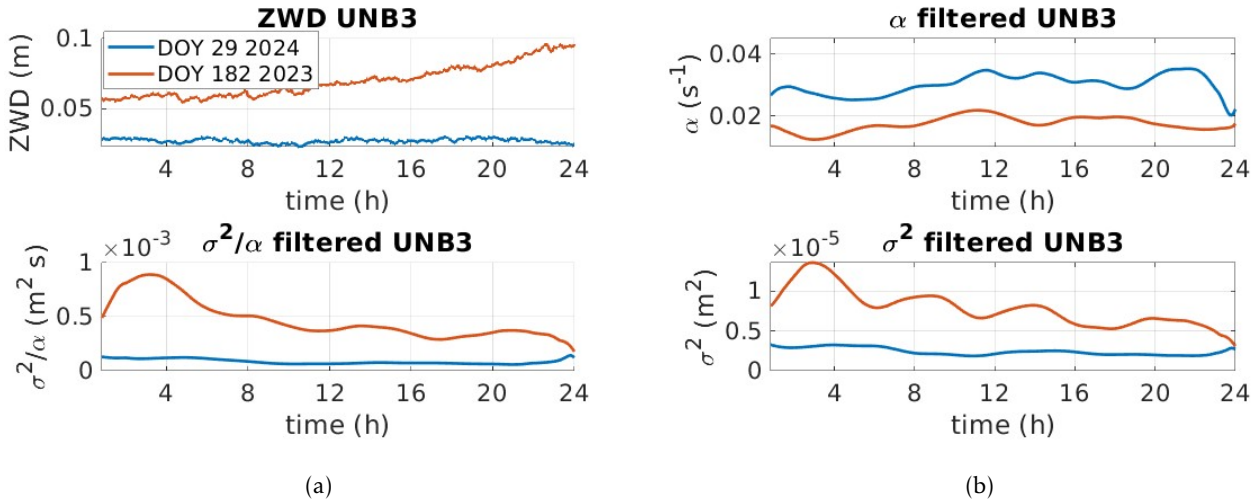 ZWD UNB3
ZWD (m)
0.1
0.05
DOY 29 2024
DOY 182 2023
4 8 12 16 20 24
time (h)
α filtered UNB3
α (s⁻¹)
0.04
0.02
4 8 12 16 20 24
time (h)
×10⁻³ σ²/α filtered UNB3
σ²/α (m² s)
1
0.5
0
4 8 12 16 20 24
time (h)
×10⁻⁵ σ² filtered UNB3
σ² (m²)
1
0.5
0
4 8 12 16 20 24
time (h)
(a)
(b)